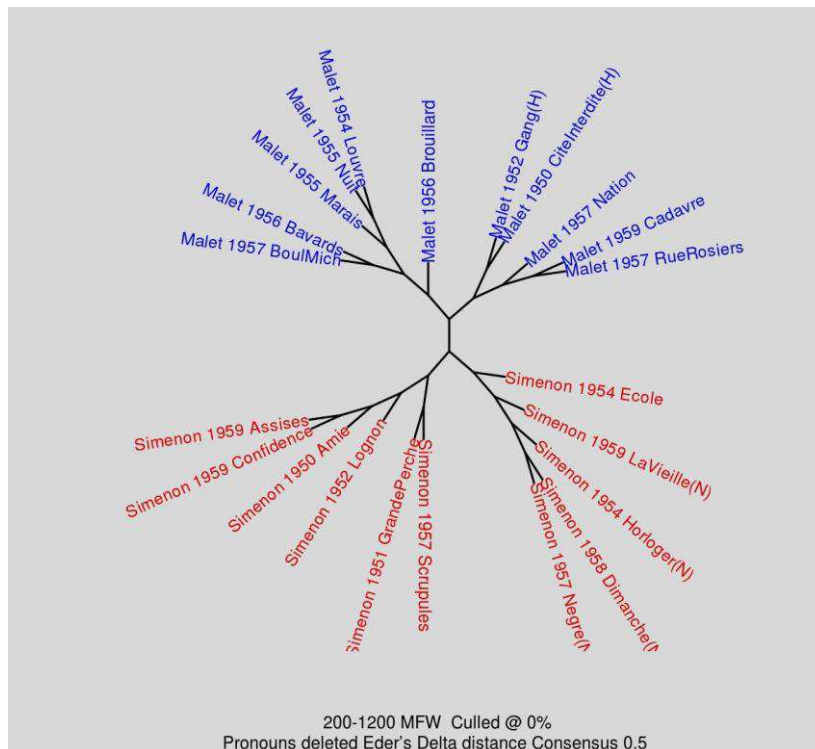 Malet 1954 Louvre
Malet 1955 Nuit
Malet 1955 Marais
Malet 1956 Bavards
Malet 1957 BoulMich
Malet 1956 Brouillard
Malet 1952 Gang(H)
Malet 1950 CiteInterdite(H)
Malet 1957 Nation
Malet 1959 Cadavre
Malet 1957 RueRosiers
Simenon 1954 Ecole
Simenon 1959 LaVieille(N)
Simenon 1954 Horloger(N)
Simenon 1958 Dimanche(N
Simenon 1957 Negre(N
Simenon 1957 Scrupules
Simenon 1951 GrandePerche
Simenon 1952 Lognon
Simenon 1950 Amie
Simenon 1959 Confidence
Simenon 1959 Assises
200-1200 MFW Culled @ 0%
Pronouns deleted Eder's Delta distance Consensus 0.5